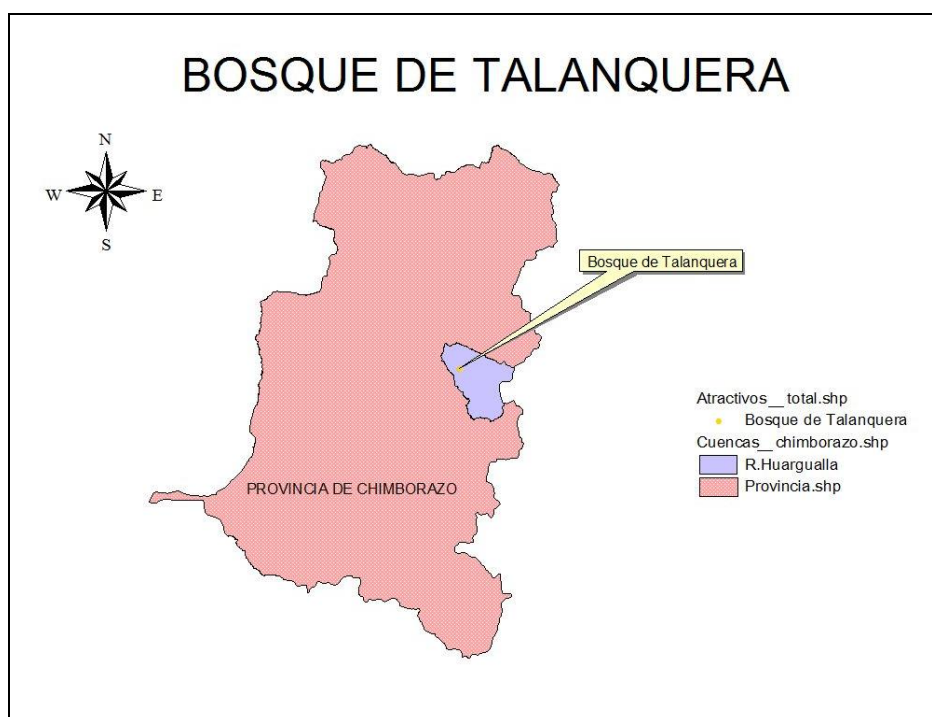 BOSQUE DE TALANQUERA
N
W
E
S
Bosque de Talanquera
PROVINCIA DE CHIMBORAZO
Atractivos__total.shp
Bosque de Talanquera
Cuencas__chimborazo.shp
R.Huargualla
Provincia.shp